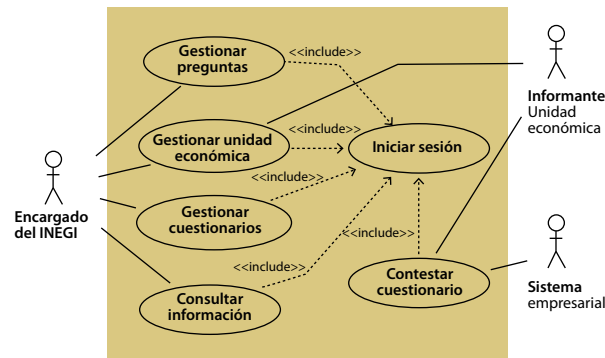 Gestionar
preguntas
<<include>>
Informante
Unidad
económica
Gestionar unidad
económica
<<include>>
Iniciar sesión
<<include>>
Encargado
del INEGI
Gestionar
cuestionarios
<<include>>
<<include>>
Consultar
información
Contestar
cuestionario
Sistema
empresarial